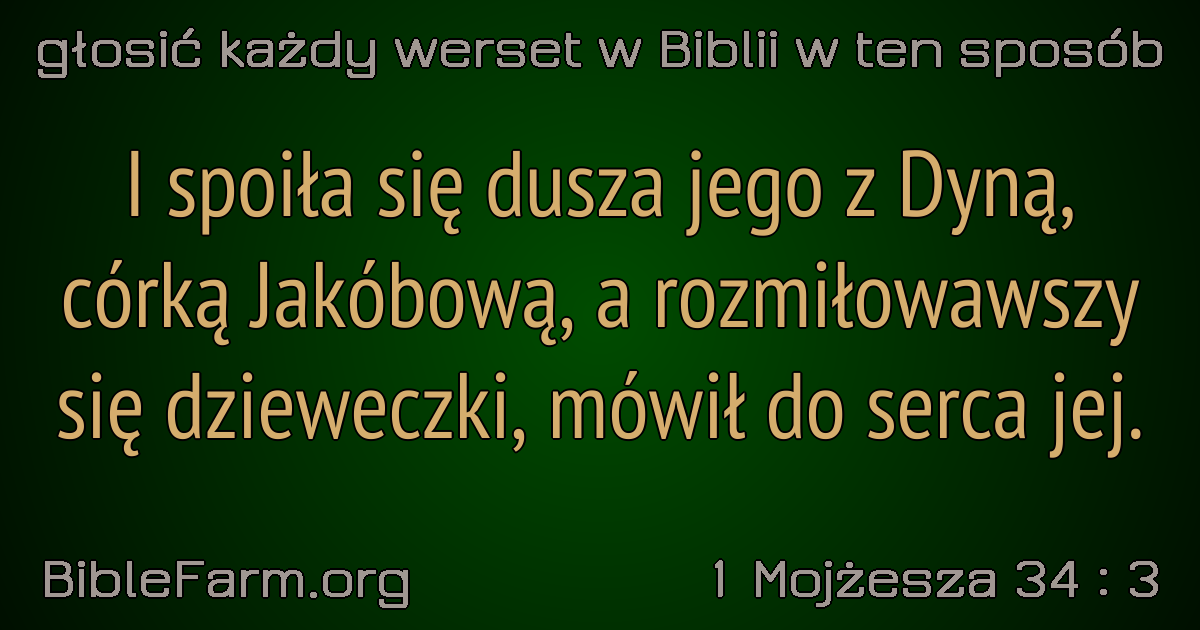 głosić każdy werset w Biblii w ten sposób
I spoiła się dusza jego z Dyną,
córką Jakóbową, a rozmiłowawszy
się dzieweczki, mówił do serca jej.
BibleFarm.org
1 Mojżesza 34 : 3